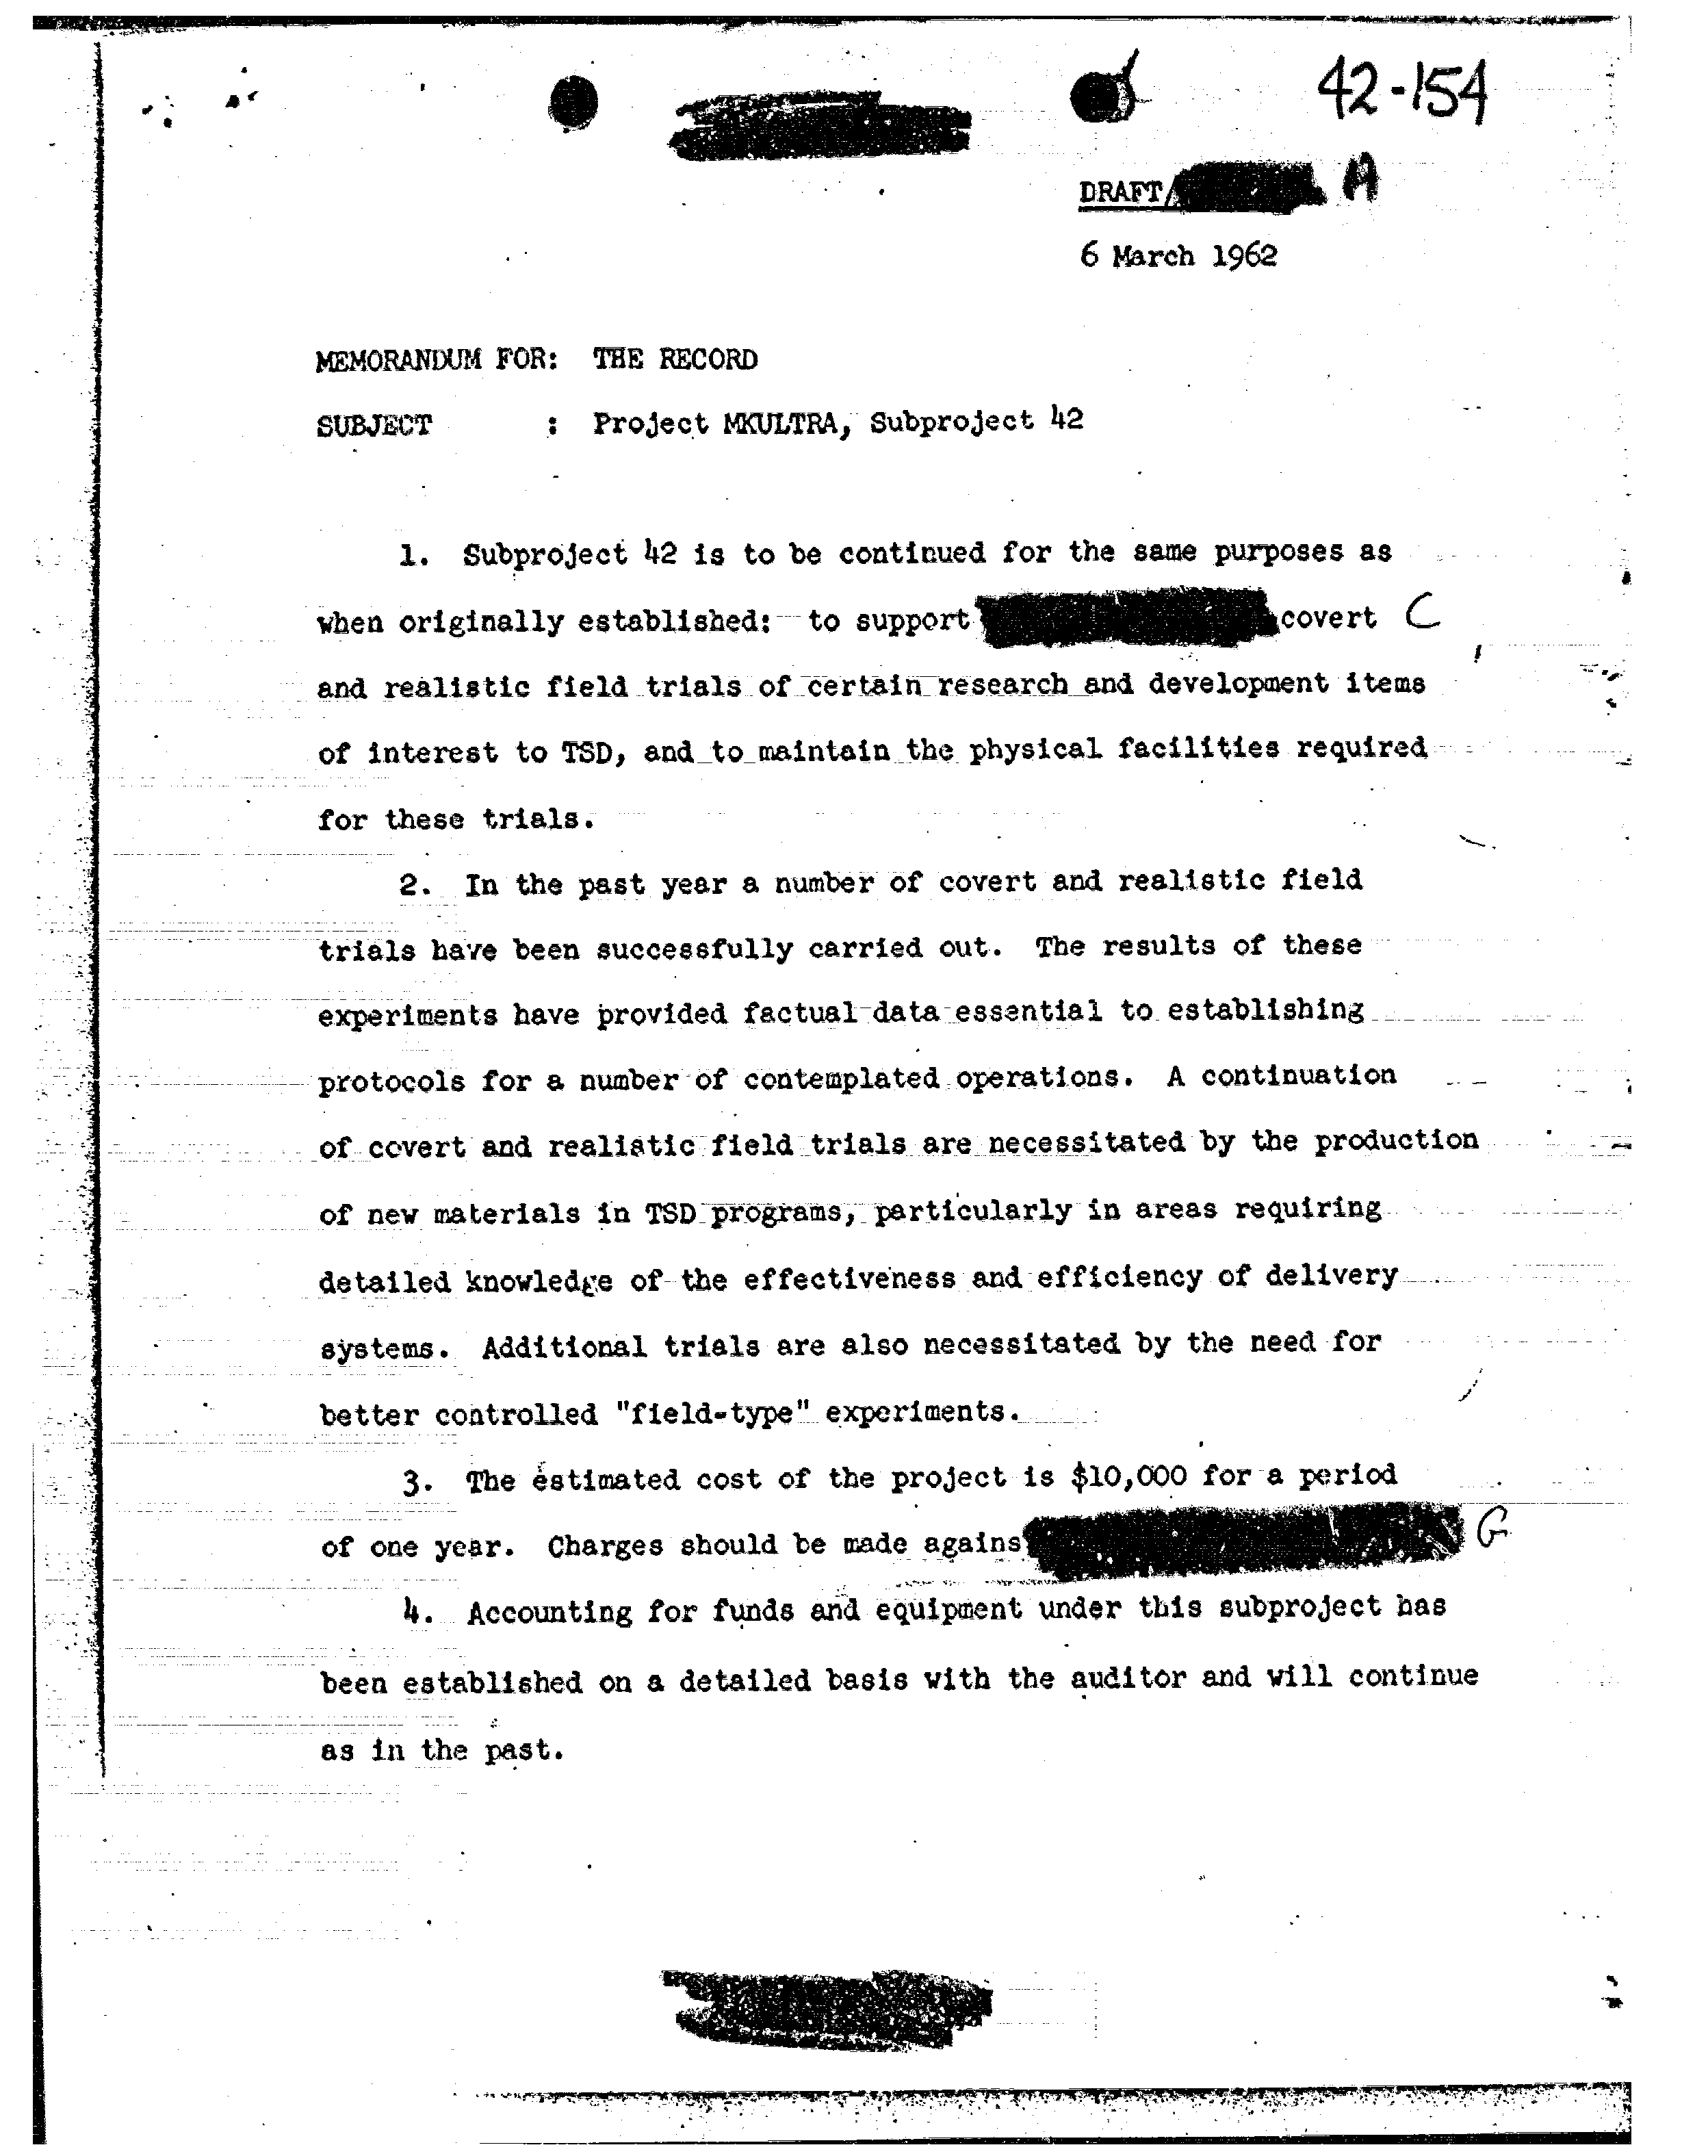 42-154
DRAFT/ A
6 March 1962
MEMORANDUM FOR: THE RECORD
SUBJECT : Project MKULTRA, Subproject 42
1. Subproject 42 is to be continued for the same purposes as
when originally established: to support covert C
and realistic field trials of certain research and development items
of interest to TSD, and to maintain the physical facilities required
for these trials.
2. In the past year a number of covert and realistic field
trials have been successfully carried out. The results of these
experiments have provided factual data essential to establishing
protocols for a number of contemplated operations. A continuation
of covert and realistic field trials are necessitated by the production
of new materials in TSD programs, particularly in areas requiring
detailed knowledge of the effectiveness and efficiency of delivery
systems. Additional trials are also necessitated by the need for
better controlled "field-type" experiments.
3. The estimated cost of the project is $10,000 for a period
of one year. Charges should be made agains G
4. Accounting for funds and equipment under this subproject has
been established on a detailed basis with the auditor and will continue
as in the past.